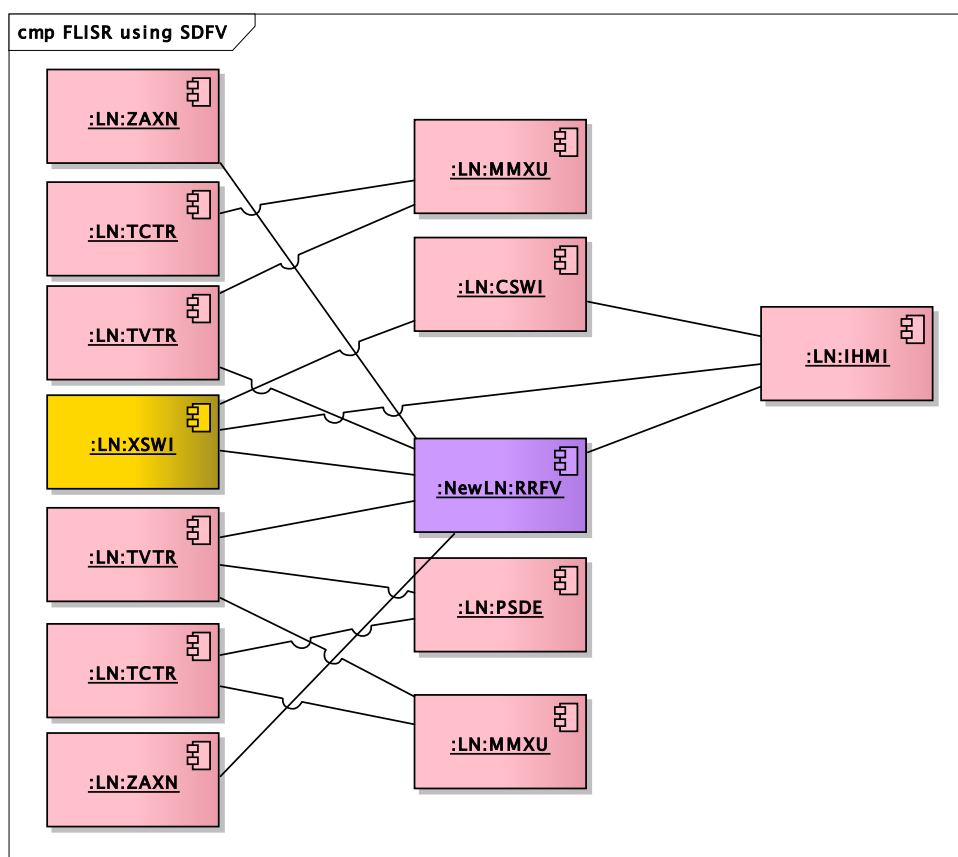 cmp FLISR using SDFV
:LN:ZAXN
:LN:TCTR
:LN:TVTR
:LN:XSWI
:LN:TVTR
:LN:TCTR
:LN:ZAXN
:LN:MMXU
:LN:CSWI
:NewLN:RRFV
:LN:PSDE
:LN:MMXU
:LN:IHMI